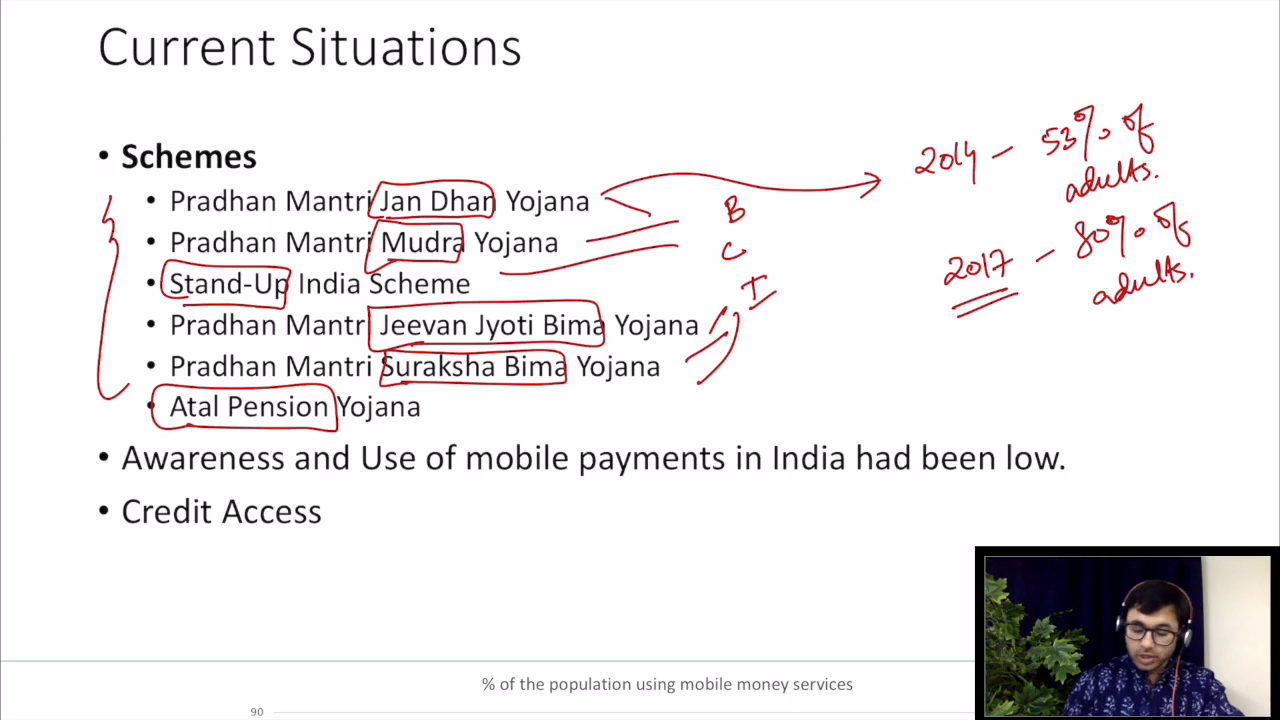 Current Situations
• Schemes
• Pradhan Mantri Jan Dhan Yojana
• Pradhan Mantri Mudra Yojana
• Stand-Up India Scheme
• Pradhan Mantri Jeevan Jyoti Bima Yojana
• Pradhan Mantri Suraksha Bima Yojana
• Atal Pension Yojana
• Awareness and Use of mobile payments in India had been low.
• Credit Access
B
C
I
2014 - 53% of
adults.
2017 - 80% of
adults.
% of the population using mobile money services
90